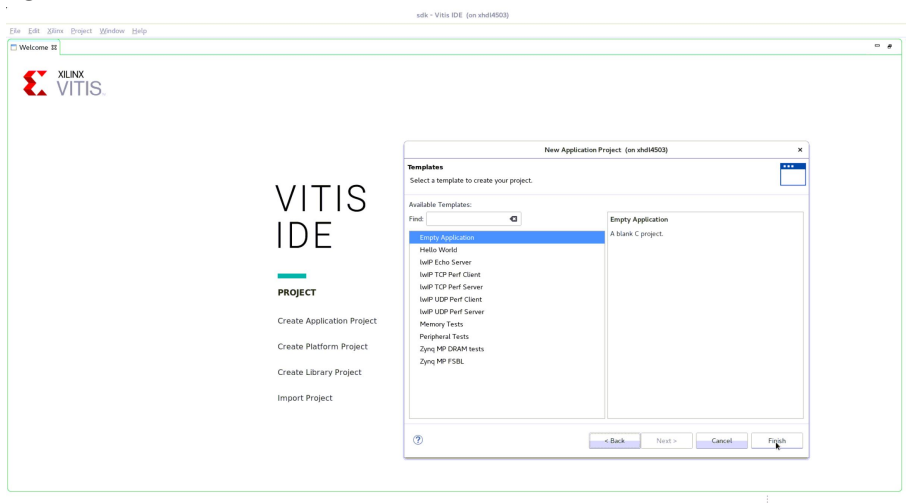 sdk - Vitis IDE (on xhdl4503)
File Edit Xilinx Project Window Help
Welcome
XILINX
VITIS
VITIS
IDE
PROJECT
Create Application Project
Create Platform Project
Create Library Project
Import Project
New Application Project (on xhdl4503)
Templates
Select a template to create your project.
Available Templates:
Find:
Empty Application
Hello World
lwIP Echo Server
lwIP TCP Perf Client
lwIP TCP Perf Server
lwIP UDP Perf Client
lwIP UDP Perf Server
Memory Tests
Peripheral Tests
Zynq MP DRAM tests
Zynq MP FSBL
Empty Application
A blank C project.
< Back Next > Cancel Finish